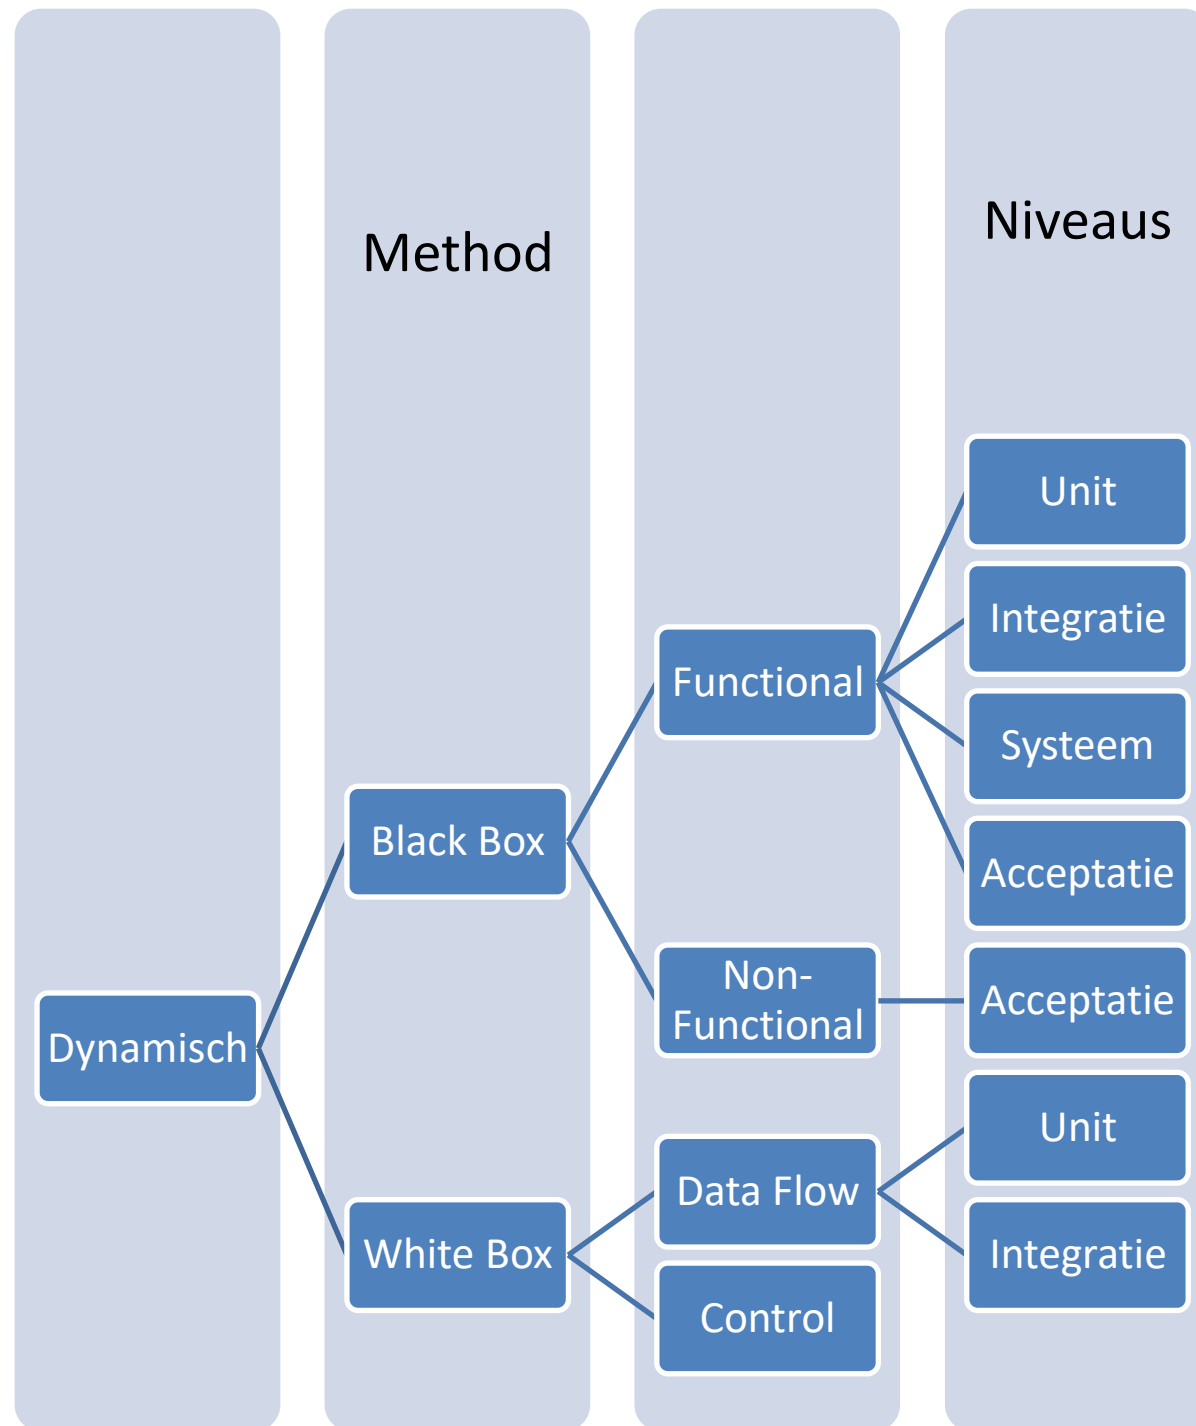 Method
Niveaus
Dynamisch
Black Box
White Box
Functional
Non-
Functional
Data Flow
Control
Unit
Integratie
Systeem
Acceptatie
Acceptatie
Unit
Integratie